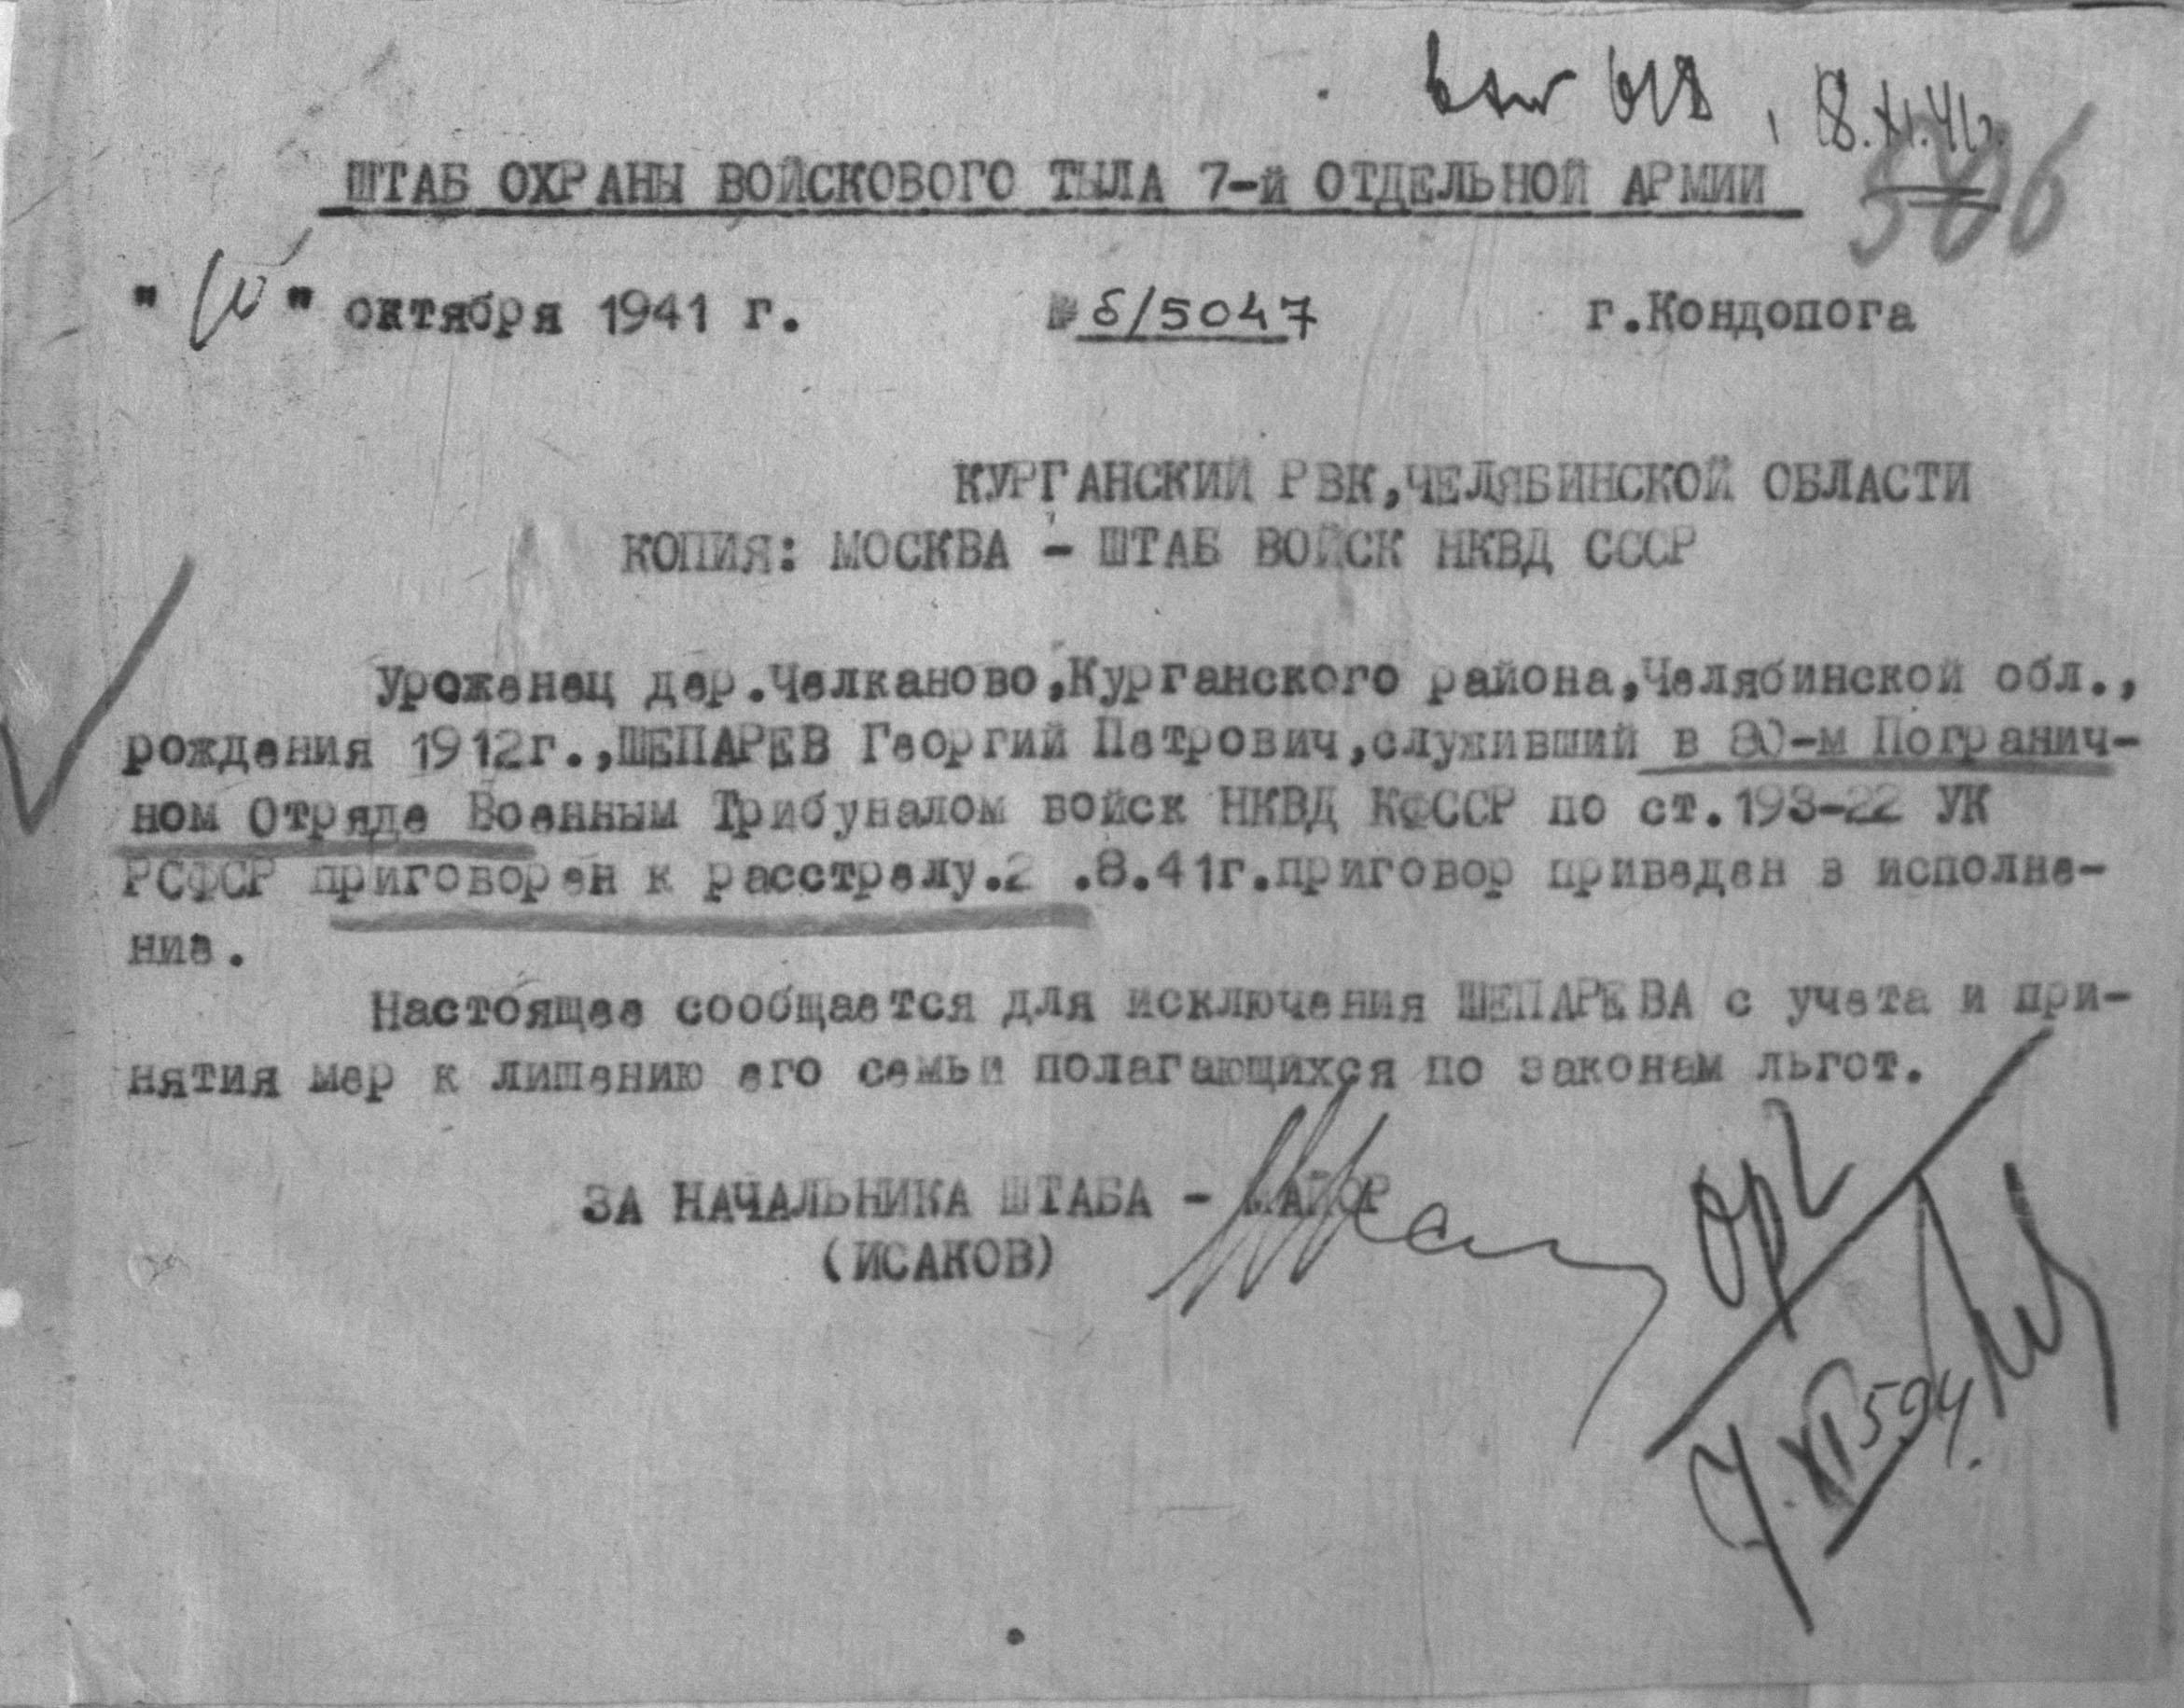 ШТАБ ОХРАНЫ ВОЙСКОВОГО ТЫЛА 7-й ОТДЕЛЬНОЙ АРМИИ
" 10 " октября 1941 г. № б/5047 г.Кондопога
КУРГАНСКИЙ РВК,ЧЕЛЯБИНСКОЙ ОБЛАСТИ
КОПИЯ: МОСКВА - ШТАБ ВОЙСК НКВД СССР
Уроженец дер.Челканово,Курганского района,Челябинской обл.,
рождения 1912г.,ШЕПАРЕВ Георгий Петрович,служивший в 80-м Погранич-
ном Отряде Военным Трибуналом войск НКВД КФССР по ст.193-22 УК
РСФСР приговорен к расстрелу.2 .8.41г.приговор приведен в исполне-
ние.
Настоящее сообщается для исключения ШЕПАРЕВА с учета и при-
нятия мер к лишению его семьи полагающихся по законам льгот.
ЗА НАЧАЛЬНИКА ШТАБА - МАЙОР
(ИСАКОВ)